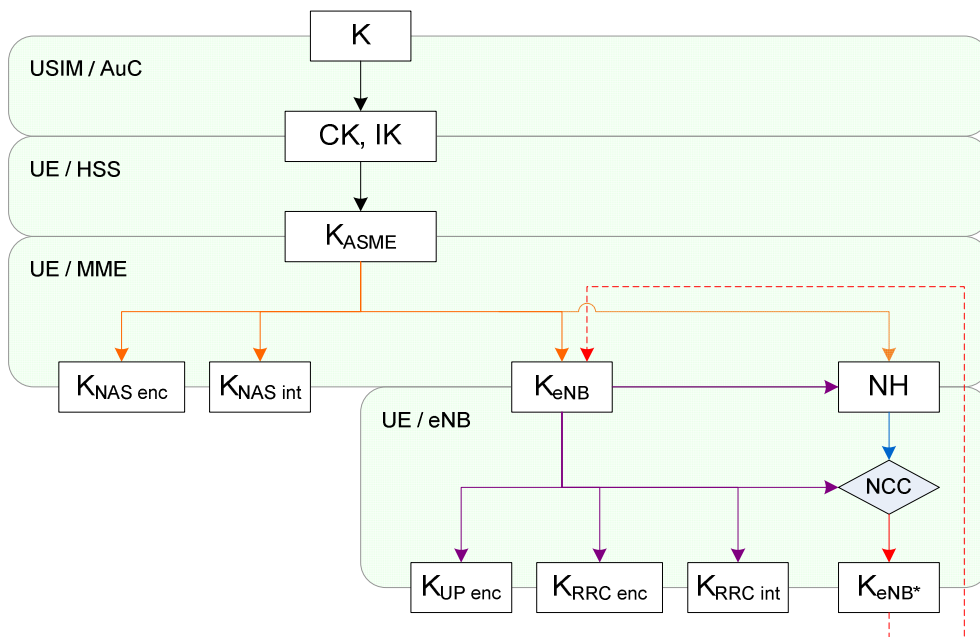 K
USIM / AuC
CK, IK
UE / HSS
KASME
UE / MME
KNAS enc
KNAS int
KeNB
NH
UE / eNB
NCC
KUP enc
KRRC enc
KRRC int
KeNB*